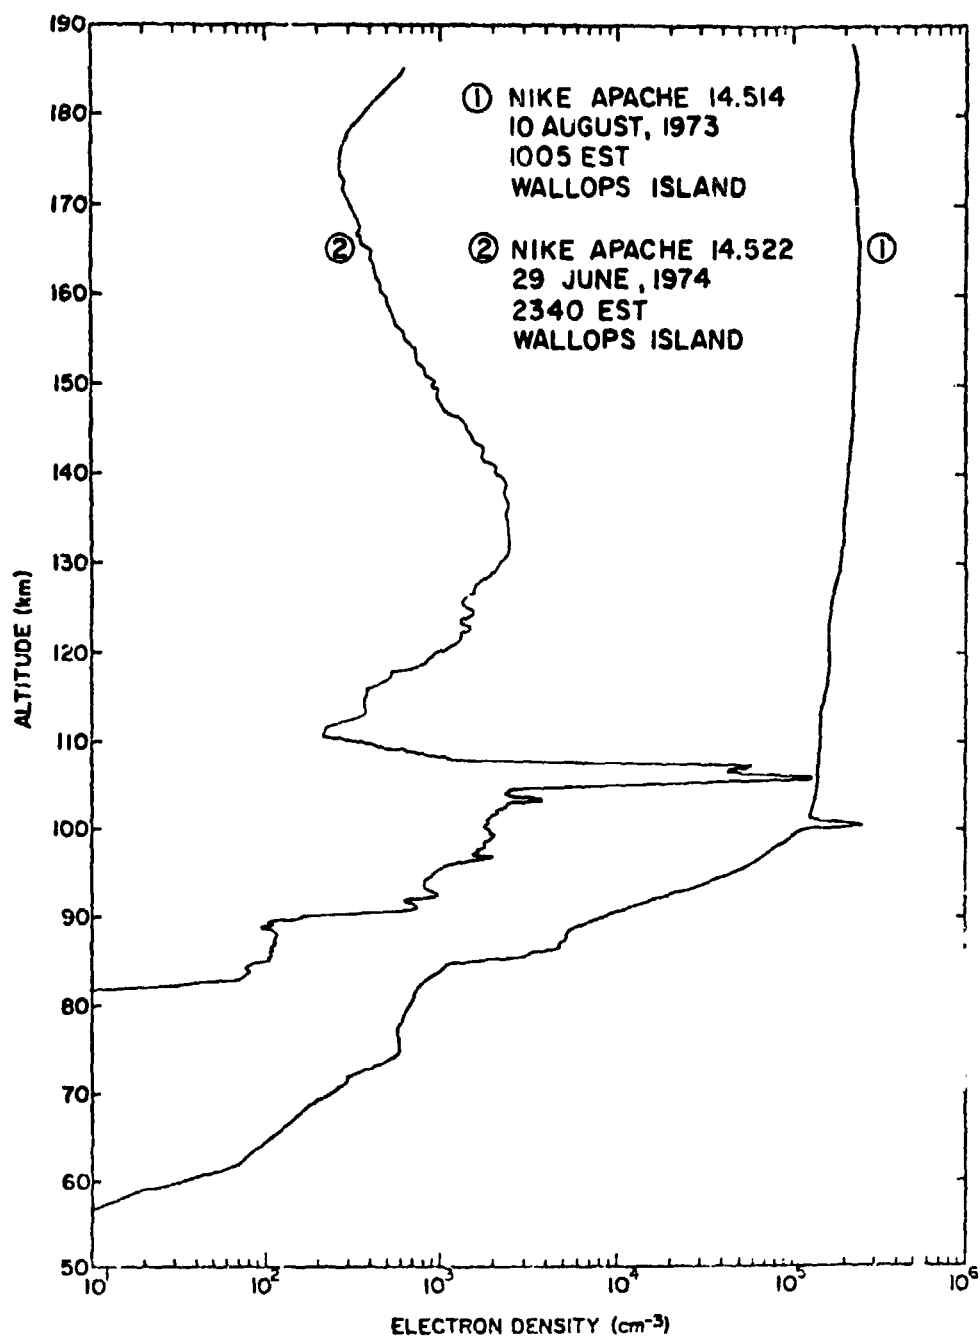 190
180
170
160
150
140
130
120
110
100
90
80
70
60
50
ALTITUDE (km)
① NIKE APACHE 14.514
10 AUGUST, 1973
1005 EST
WALLOPS ISLAND
② NIKE APACHE 14.522
29 JUNE, 1974
2340 EST
WALLOPS ISLAND
②
①
10¹ 10² 10³ 10⁴ 10⁵ 10⁶
ELECTRON DENSITY (cm⁻³)